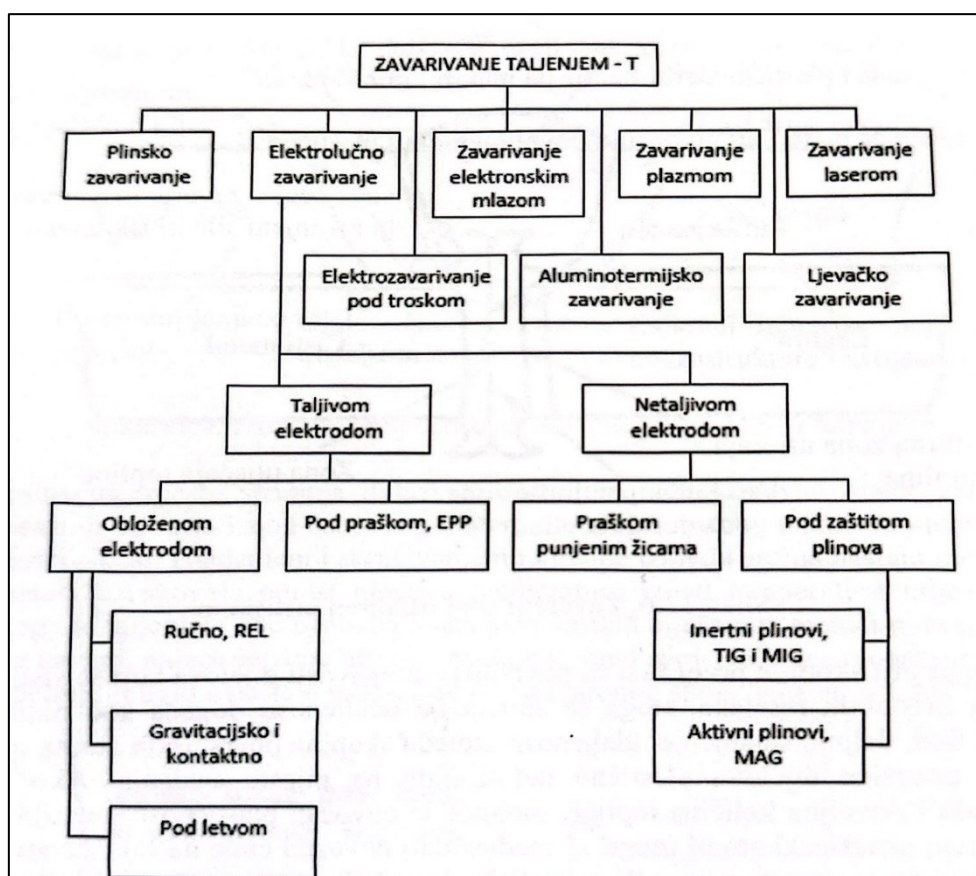 ZAVARIVANJE TALJENJEM - T
Plinsko
zavarivanje
Elektrolučno
zavarivanje
Zavarivanje
elektronskim
mlazom
Zavarivanje
plazmom
Zavarivanje
laserom
Elektrozavarivanje
pod troskom
Aluminotermijsko
zavarivanje
Ljevačko
zavarivanje
Taljivom
elektrodom
Netaljivom
elektrodom
Obloženom
elektrodom
Pod praškom, EPP
Praškom
punjenim žicama
Pod zaštitom
plinova
Ručno, REL
Inertni plinovi,
TIG i MIG
Gravitacijsko i
kontaktno
Aktivni plinovi,
MAG
Pod letvom